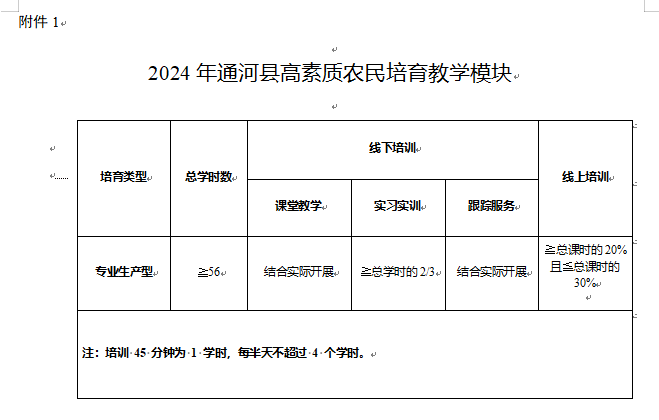 附件 1
2024 年通河县高素质农民培育教学模块
培育类型
总学时数
线下培训
线上培训
课堂教学
实习实训
跟踪服务
专业生产型
≧56
结合实际开展
≧总学时的 2/3
结合实际开展
≧总课时的 20%
且≦总课时的
30%
注：培训 45 分钟为 1 学时，每半天不超过 4 个学时。